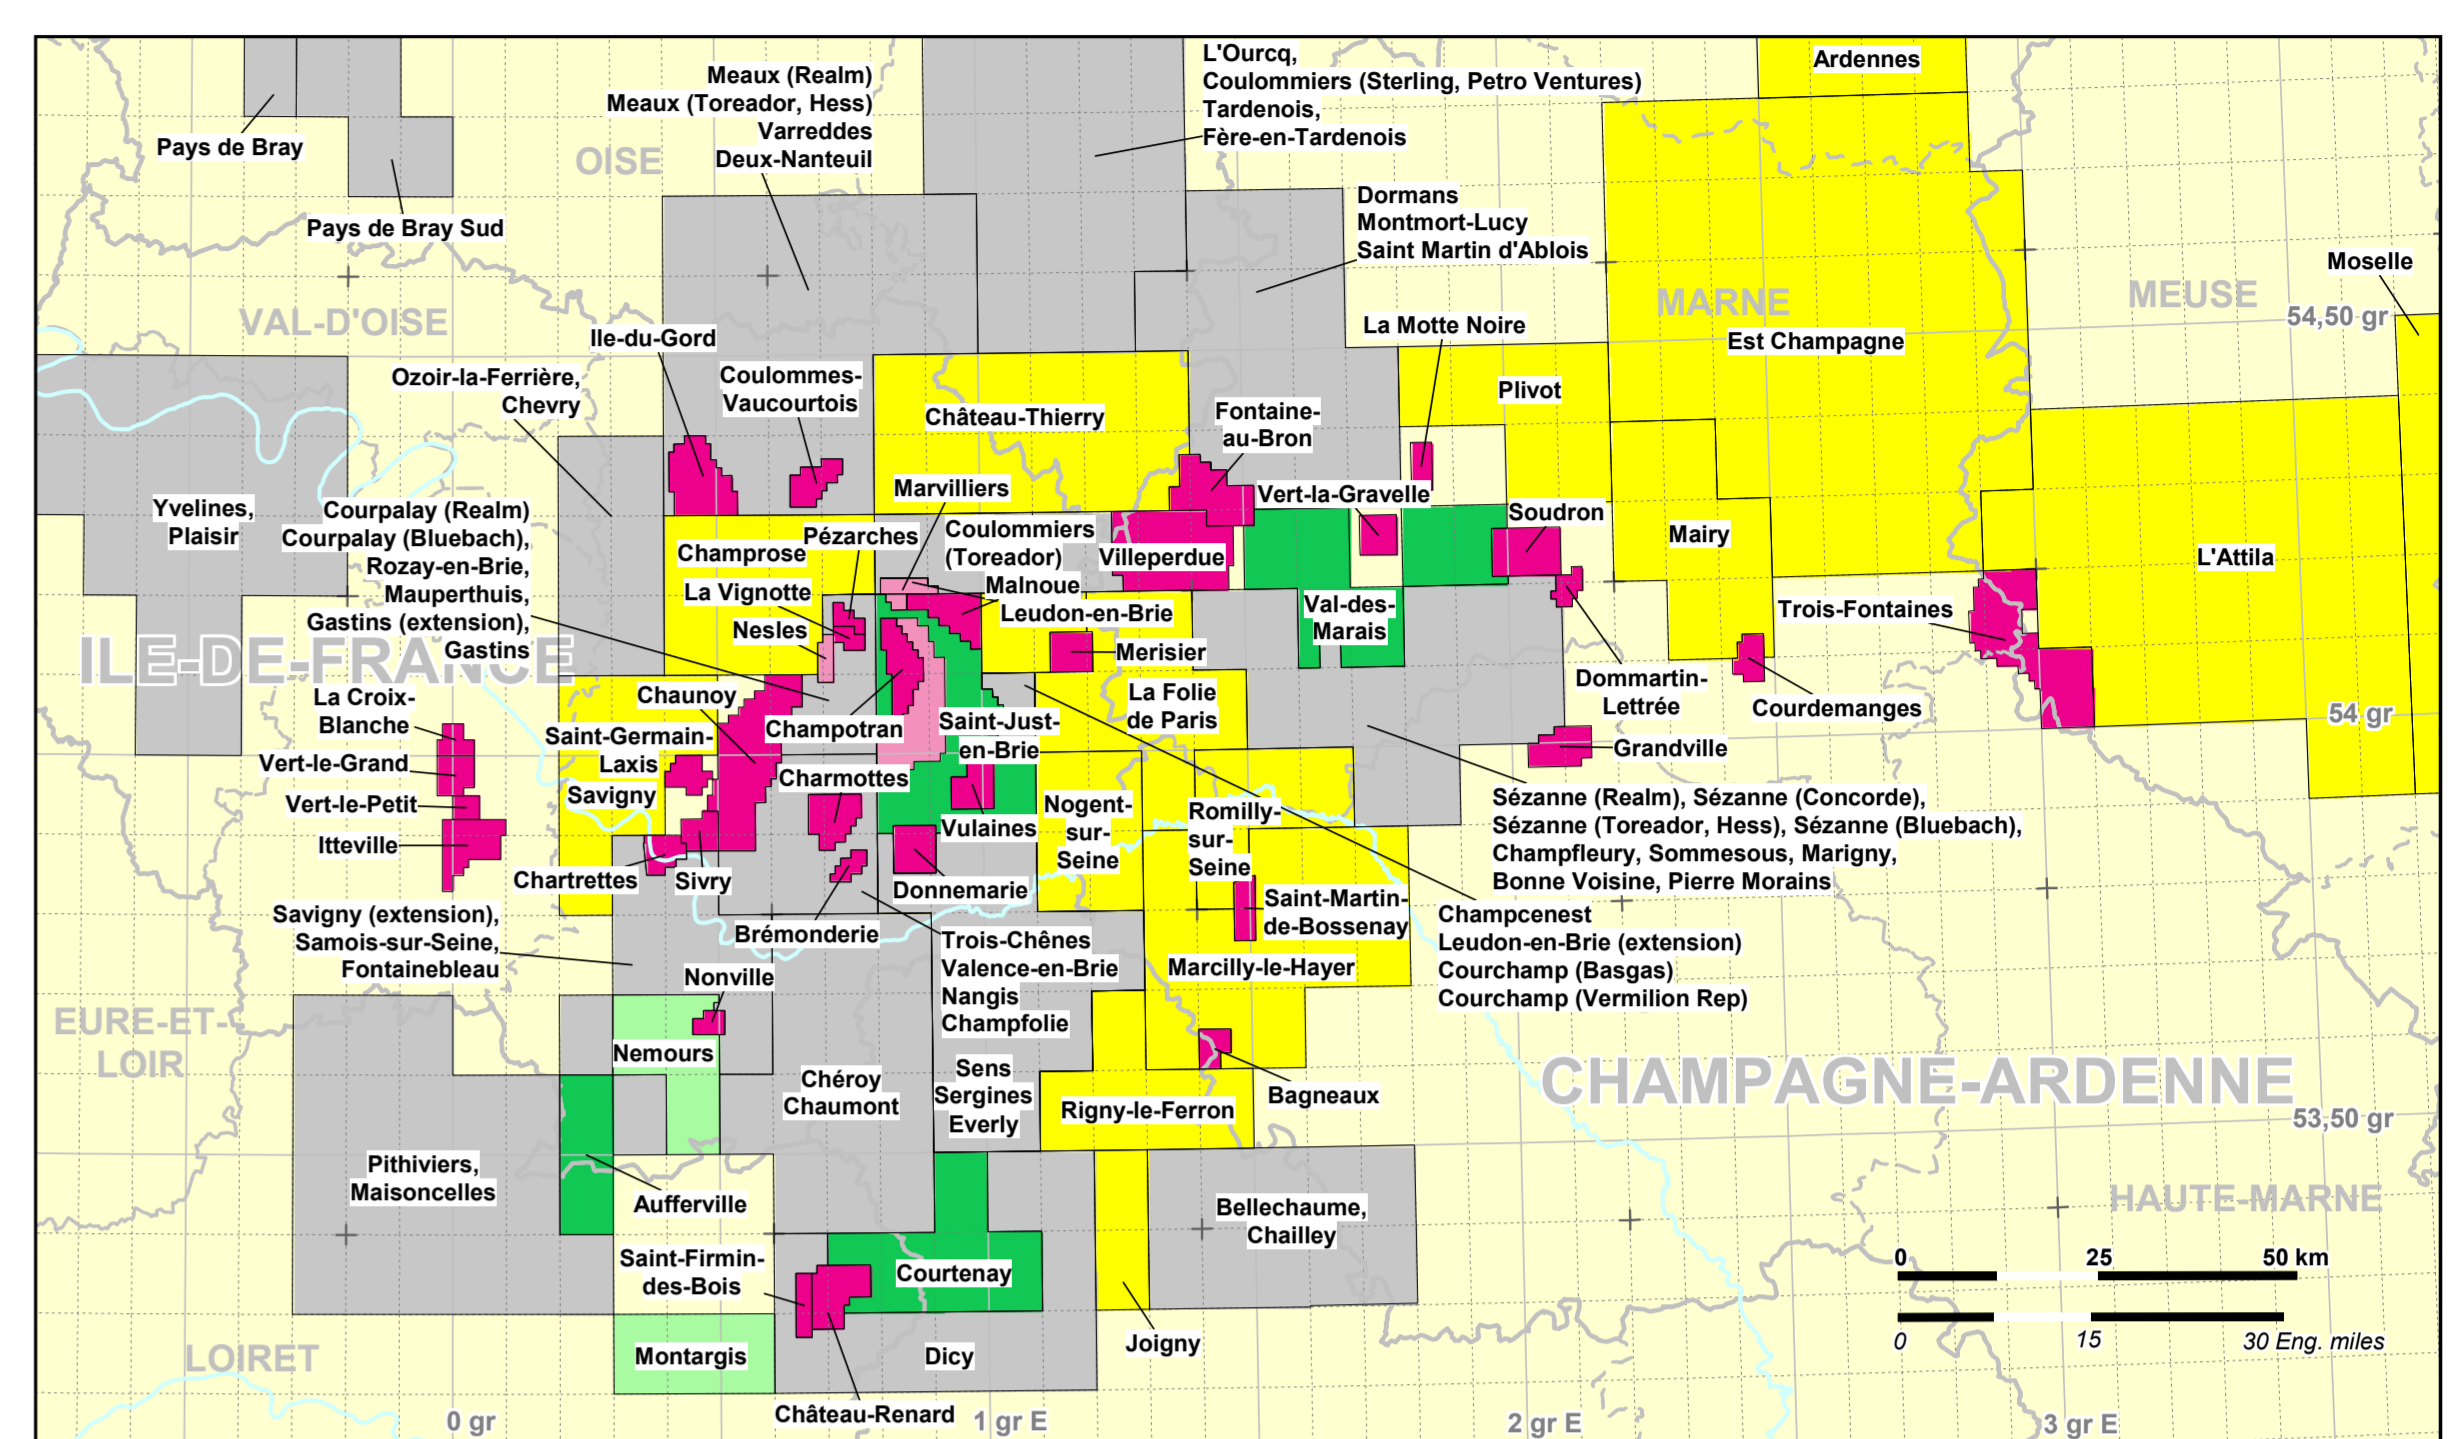 L'Ourcq,
Coulommiers (Sterling, Petro Ventures)
Tardenois,
Fère-en-Tardenois
Ardennes
Meaux (Realm)
Meaux (Toreador, Hess)
Varreddes
Deux-Nanteuil
Pays de Bray
OISE
Pays de Bray Sud
Dormans
Montmort-Lucy
Saint Martin d'Ablois
Moselle
MEUSE
MARNE
54,50 gr
VAL-D'OISE
Ile-du-Gord
La Motte Noire
Est Champagne
Ozoir-la-Ferrière,
Chevry
Coulommes-
Vaucourtois
Château-Thierry
Fontaine-
au-Bron
Plivot
Yvelines,
Plaisir
Courpalay (Realm)
Courpalay (Bluebach),
Rozay-en-Brie,
Mauperthuis,
Gastins (extension),
Gastins
Marvilliers
Vert-la-Gravelle
Soudron
Mairy
L'Attila
Pézarches
Champrose
Coulommiers
(Toreador)
Villeperdue
Malnoue
La Vignotte
Leudon-en-Brie
Nesles
Val-des-
Marais
Trois-Fontaines
ILE-DE-FRANCE
Merisier
La Croix-
Blanche
Chaunoy
La Folie
de Paris
Dommartin-
Lettrée
Courdemanges
54 gr
Champotran
Saint-Just-
en-Brie
Saint-Germain-
Laxis
Grandville
Vert-le-Grand
Charmottes
Savigny
Vert-le-Petit
Nogent-
sur-
Seine
Romilly-
sur-
Seine
Sézanne (Realm), Sézanne (Concorde),
Sézanne (Toreador, Hess), Sézanne (Bluebach),
Champfleury, Sommesous, Marigny,
Bonne Voisine, Pierre Morains
Vulaines
Itteville
Chartrettes
Sivry
Donnemarie
Saint-Martin-
de-Bossenay
Champcenest
Leudon-en-Brie (extension)
Courchamp (Basgas)
Courchamp (Vermilion Rep)
Savigny (extension),
Samois-sur-Seine,
Fontainebleau
Brémonderie
Trois-Chênes
Valence-en-Brie
Nangis
Champfolie
Marcilly-le-Hayer
Nonville
EURE-ET-
LOIR
Nemours
Chéroy
Chaumont
Sens
Sergines
Everly
Rigny-le-Ferron
Bagneaux
CHAMPAGNE-ARDENNE
53,50 gr
Pithiviers,
Maisoncelles
Aufferville
Bellechaume,
Chailley
HAUTE-MARNE
Saint-Firmin-
des-Bois
Courtenay
0 25 50 km
Joigny
0 15 30 Eng. miles
LOIRET
Montargis
Dicy
Château-Renard
0 gr
1 gr E
2 gr E
3 gr E